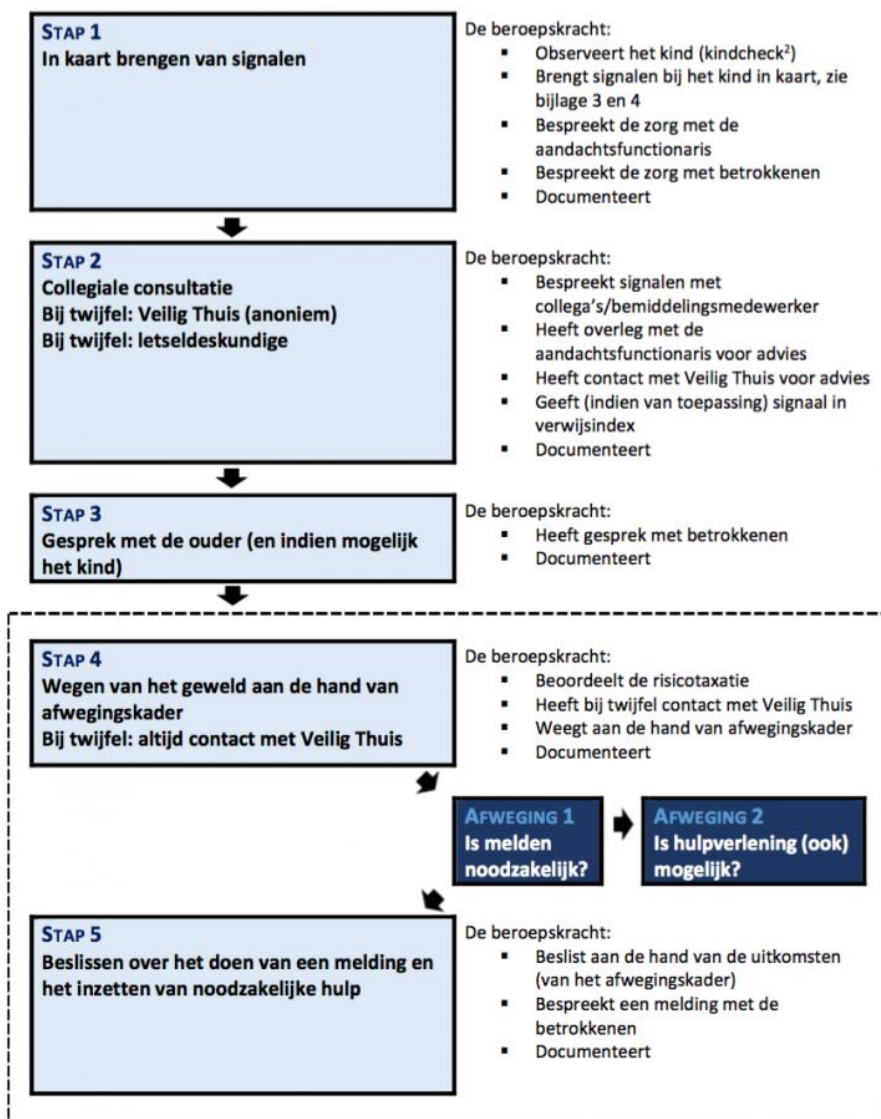 STAP 1
In kaart brengen van signalen
De beroepskracht:
▪ Observeert het kind (kindcheck²)
▪ Brengt signalen bij het kind in kaart, zie
bijlage 3 en 4
▪ Bespreekt de zorg met de
aandachtsfunctionaris
▪ Bespreekt de zorg met betrokkenen
▪ Documenteert
STAP 2
Collegiale consultatie
Bij twijfel: Veilig Thuis (anoniem)
Bij twijfel: letseldeskundige
De beroepskracht:
▪ Bespreekt signalen met
collega's/bemiddelingsmedewerker
▪ Heeft overleg met de
aandachtsfunctionaris voor advies
▪ Heeft contact met Veilig Thuis voor advies
▪ Geeft (indien van toepassing) signaal in
verwijsindex
▪ Documenteert
STAP 3
Gesprek met de ouder (en indien mogelijk
het kind)
De beroepskracht:
▪ Heeft gesprek met betrokkenen
▪ Documenteert
STAP 4
Wegen van het geweld aan de hand van
afwegingskader
Bij twijfel: altijd contact met Veilig Thuis
De beroepskracht:
▪ Beoordeelt de risicotaxatie
▪ Heeft bij twijfel contact met Veilig Thuis
▪ Weegt aan de hand van afwegingskader
▪ Documenteert
AFWEGING 1
Is melden
noodzakelijk?
AFWEGING 2
Is hulpverlening (ook)
mogelijk?
STAP 5
Beslissen over het doen van een melding en
het inzetten van noodzakelijke hulp
De beroepskracht:
▪ Beslist aan de hand van de uitkomsten
(van het afwegingskader)
▪ Bespreekt een melding met de
betrokkenen
▪ Documenteert